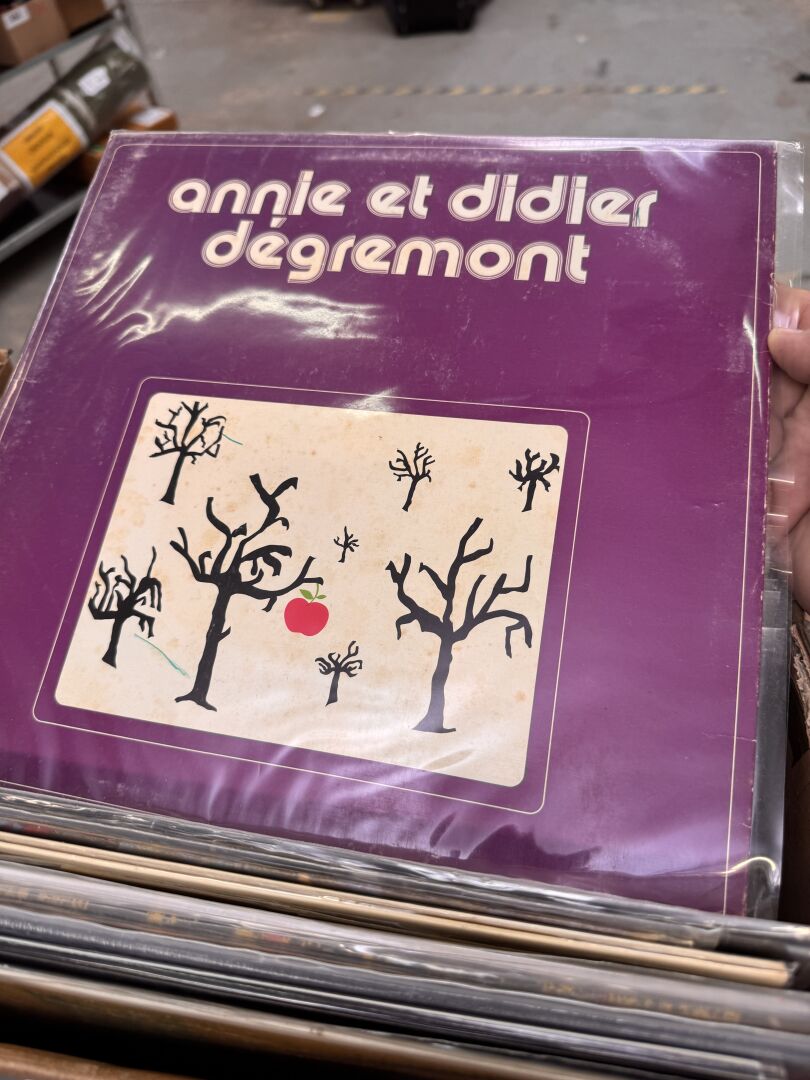 annie et didier
dégremont